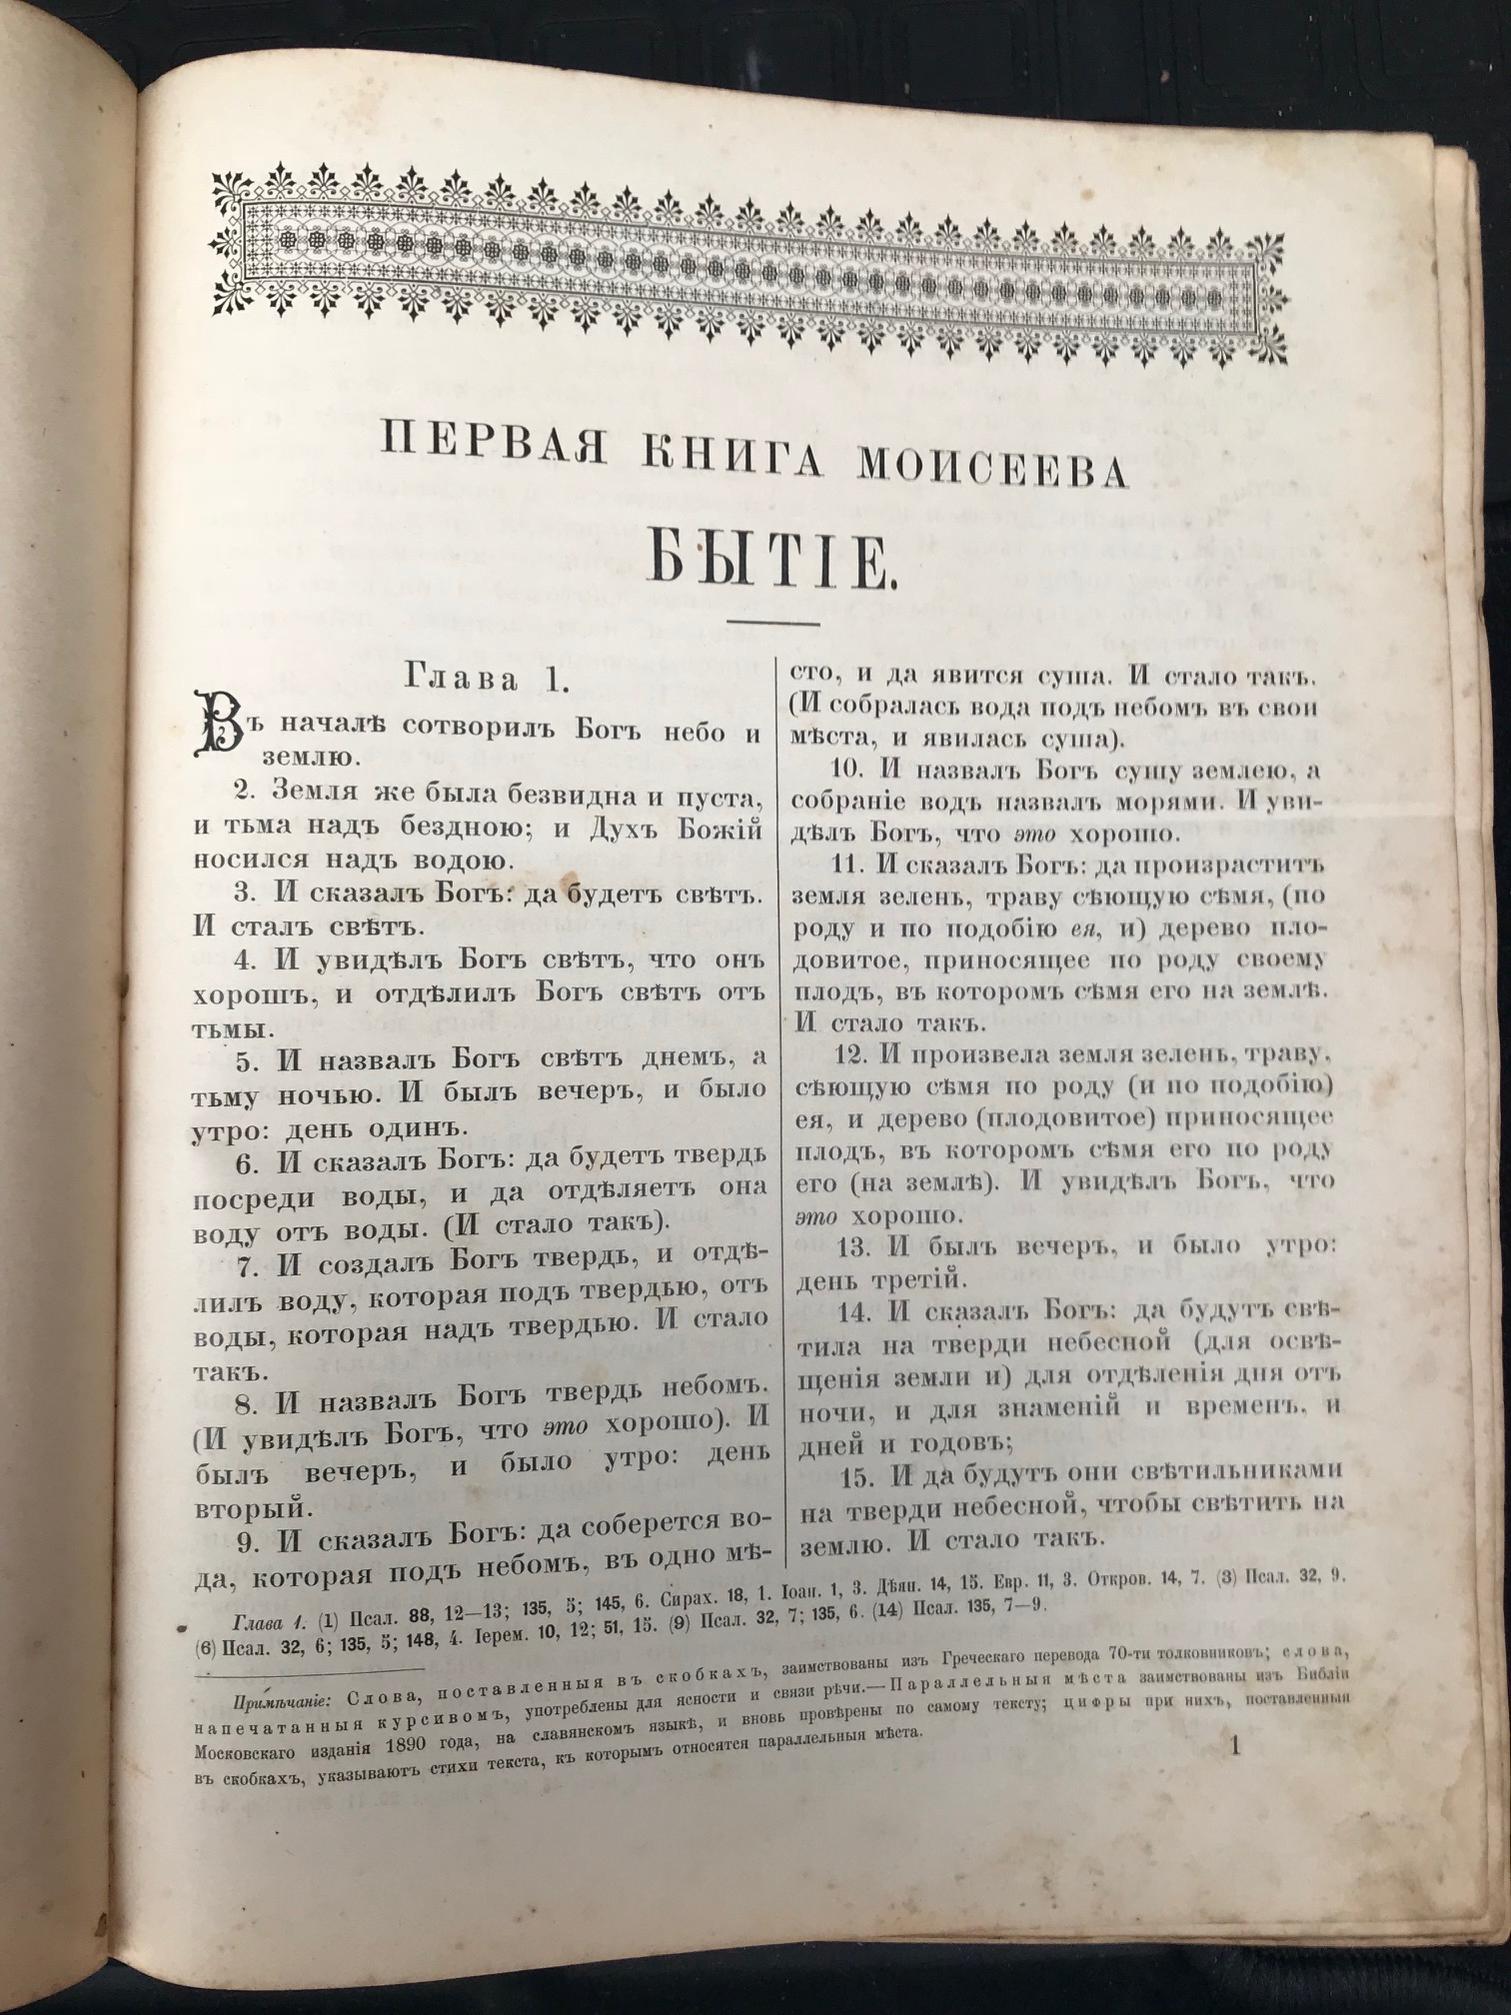 ПЕРВАЯ КНИГА МОИСЕЕВА
БЫТІЕ.
Глава 1.
Въ началѣ сотворилъ Богъ небо и
землю.
2. Земля же была безвидна и пуста,
и тьма надъ бездною; и Духъ Божій
носился надъ водою.
3. И сказалъ Богъ: да будетъ свѣтъ.
И сталъ свѣтъ.
4. И увидѣлъ Богъ свѣтъ, что онъ
хорошъ, и отдѣлилъ Богъ свѣтъ отъ
тьмы.
5. И назвалъ Богъ свѣтъ днемъ, а
тьму ночью. И былъ вечеръ, и было
утро: день одинъ.
6. И сказалъ Богъ: да будетъ твердь
посреди воды, и да отдѣляетъ она
воду отъ воды. (И стало такъ).
7. И создалъ Богъ твердь, и отдѣ-
лилъ воду, которая подъ твердью, отъ
воды, которая надъ твердью. И стало
такъ.
8. И назвалъ Богъ твердь небомъ.
(И увидѣлъ Богъ, что это хорошо). И
былъ вечеръ, и было утро: день
вторый.
9. И сказалъ Богъ: да соберется во-
да, которая подъ небомъ, въ одно мѣ-
сто, и да явится суша. И стало такъ.
(И собралась вода подъ небомъ въ свои
мѣста, и явилась суша).
10. И назвалъ Богъ сушу землею, а
собраніе водъ назвалъ морями. И уви-
дѣлъ Богъ, что это хорошо.
11. И сказалъ Богъ: да произраститъ
земля зелень, траву сѣющую сѣмя, (по
роду и по подобію ея, и) дерево пло-
довитое, приносящее по роду своему
плодъ, въ которомъ сѣмя его на землѣ.
И стало такъ.
12. И произвела земля зелень, траву,
сѣющую сѣмя по роду (и по подобію)
ея, и дерево (плодовитое) приносящее
плодъ, въ которомъ сѣмя его по роду
его (на землѣ). И увидѣлъ Богъ, что
это хорошо.
13. И былъ вечеръ, и было утро:
день третій.
14. И сказалъ Богъ: да будутъ свѣ-
тила на тверди небесной (для освѣ-
щенія земли и) для отдѣленія дня отъ
ночи, и для знаменій и временъ, и
дней и годовъ;
15. И да будутъ они свѣтильниками
на тверди небесной, чтобы свѣтить на
землю. И стало такъ.
Глава 1. (1) Псал. 88, 12—13; 135, 5; 145, 6. Сирах. 18, 1. Іоан. 1, 3. Дѣян. 14, 15. Евр. 11, 3. Откров. 14, 7. (3) Псал. 32, 9.
(6) Псал. 32, 6; 135, 5; 148, 4. Іерем. 10, 12; 51, 15. (9) Псал. 32, 7; 135, 6. (14) Псал. 135, 7—9.
Примѣчаніе: Слова, поставленныя въ скобкахъ, заимствованы изъ Греческаго перевода 70-ти толковниковъ; слова,
напечатанныя курсивомъ, употреблены для ясности и связи рѣчи.—Параллельныя мѣста заимствованы изъ Библіи
Московскаго изданія 1890 года, на славянскомъ языкѣ, и вновь провѣрены по самому тексту; цифры при нихъ, поставленныя
въ скобкахъ, указываютъ стихи текста, къ которымъ относятся параллельныя мѣста.
1